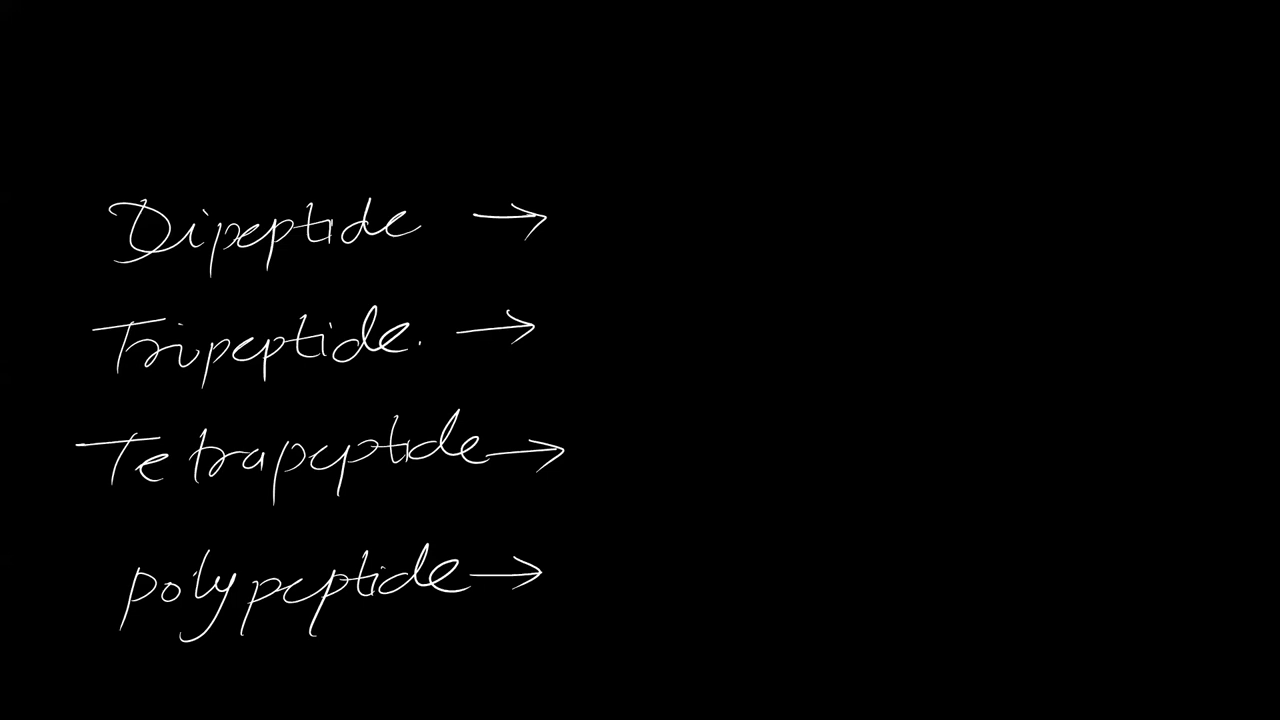 Dipeptide →
Tripeptide. →
Tetrapeptide →
polypeptide →